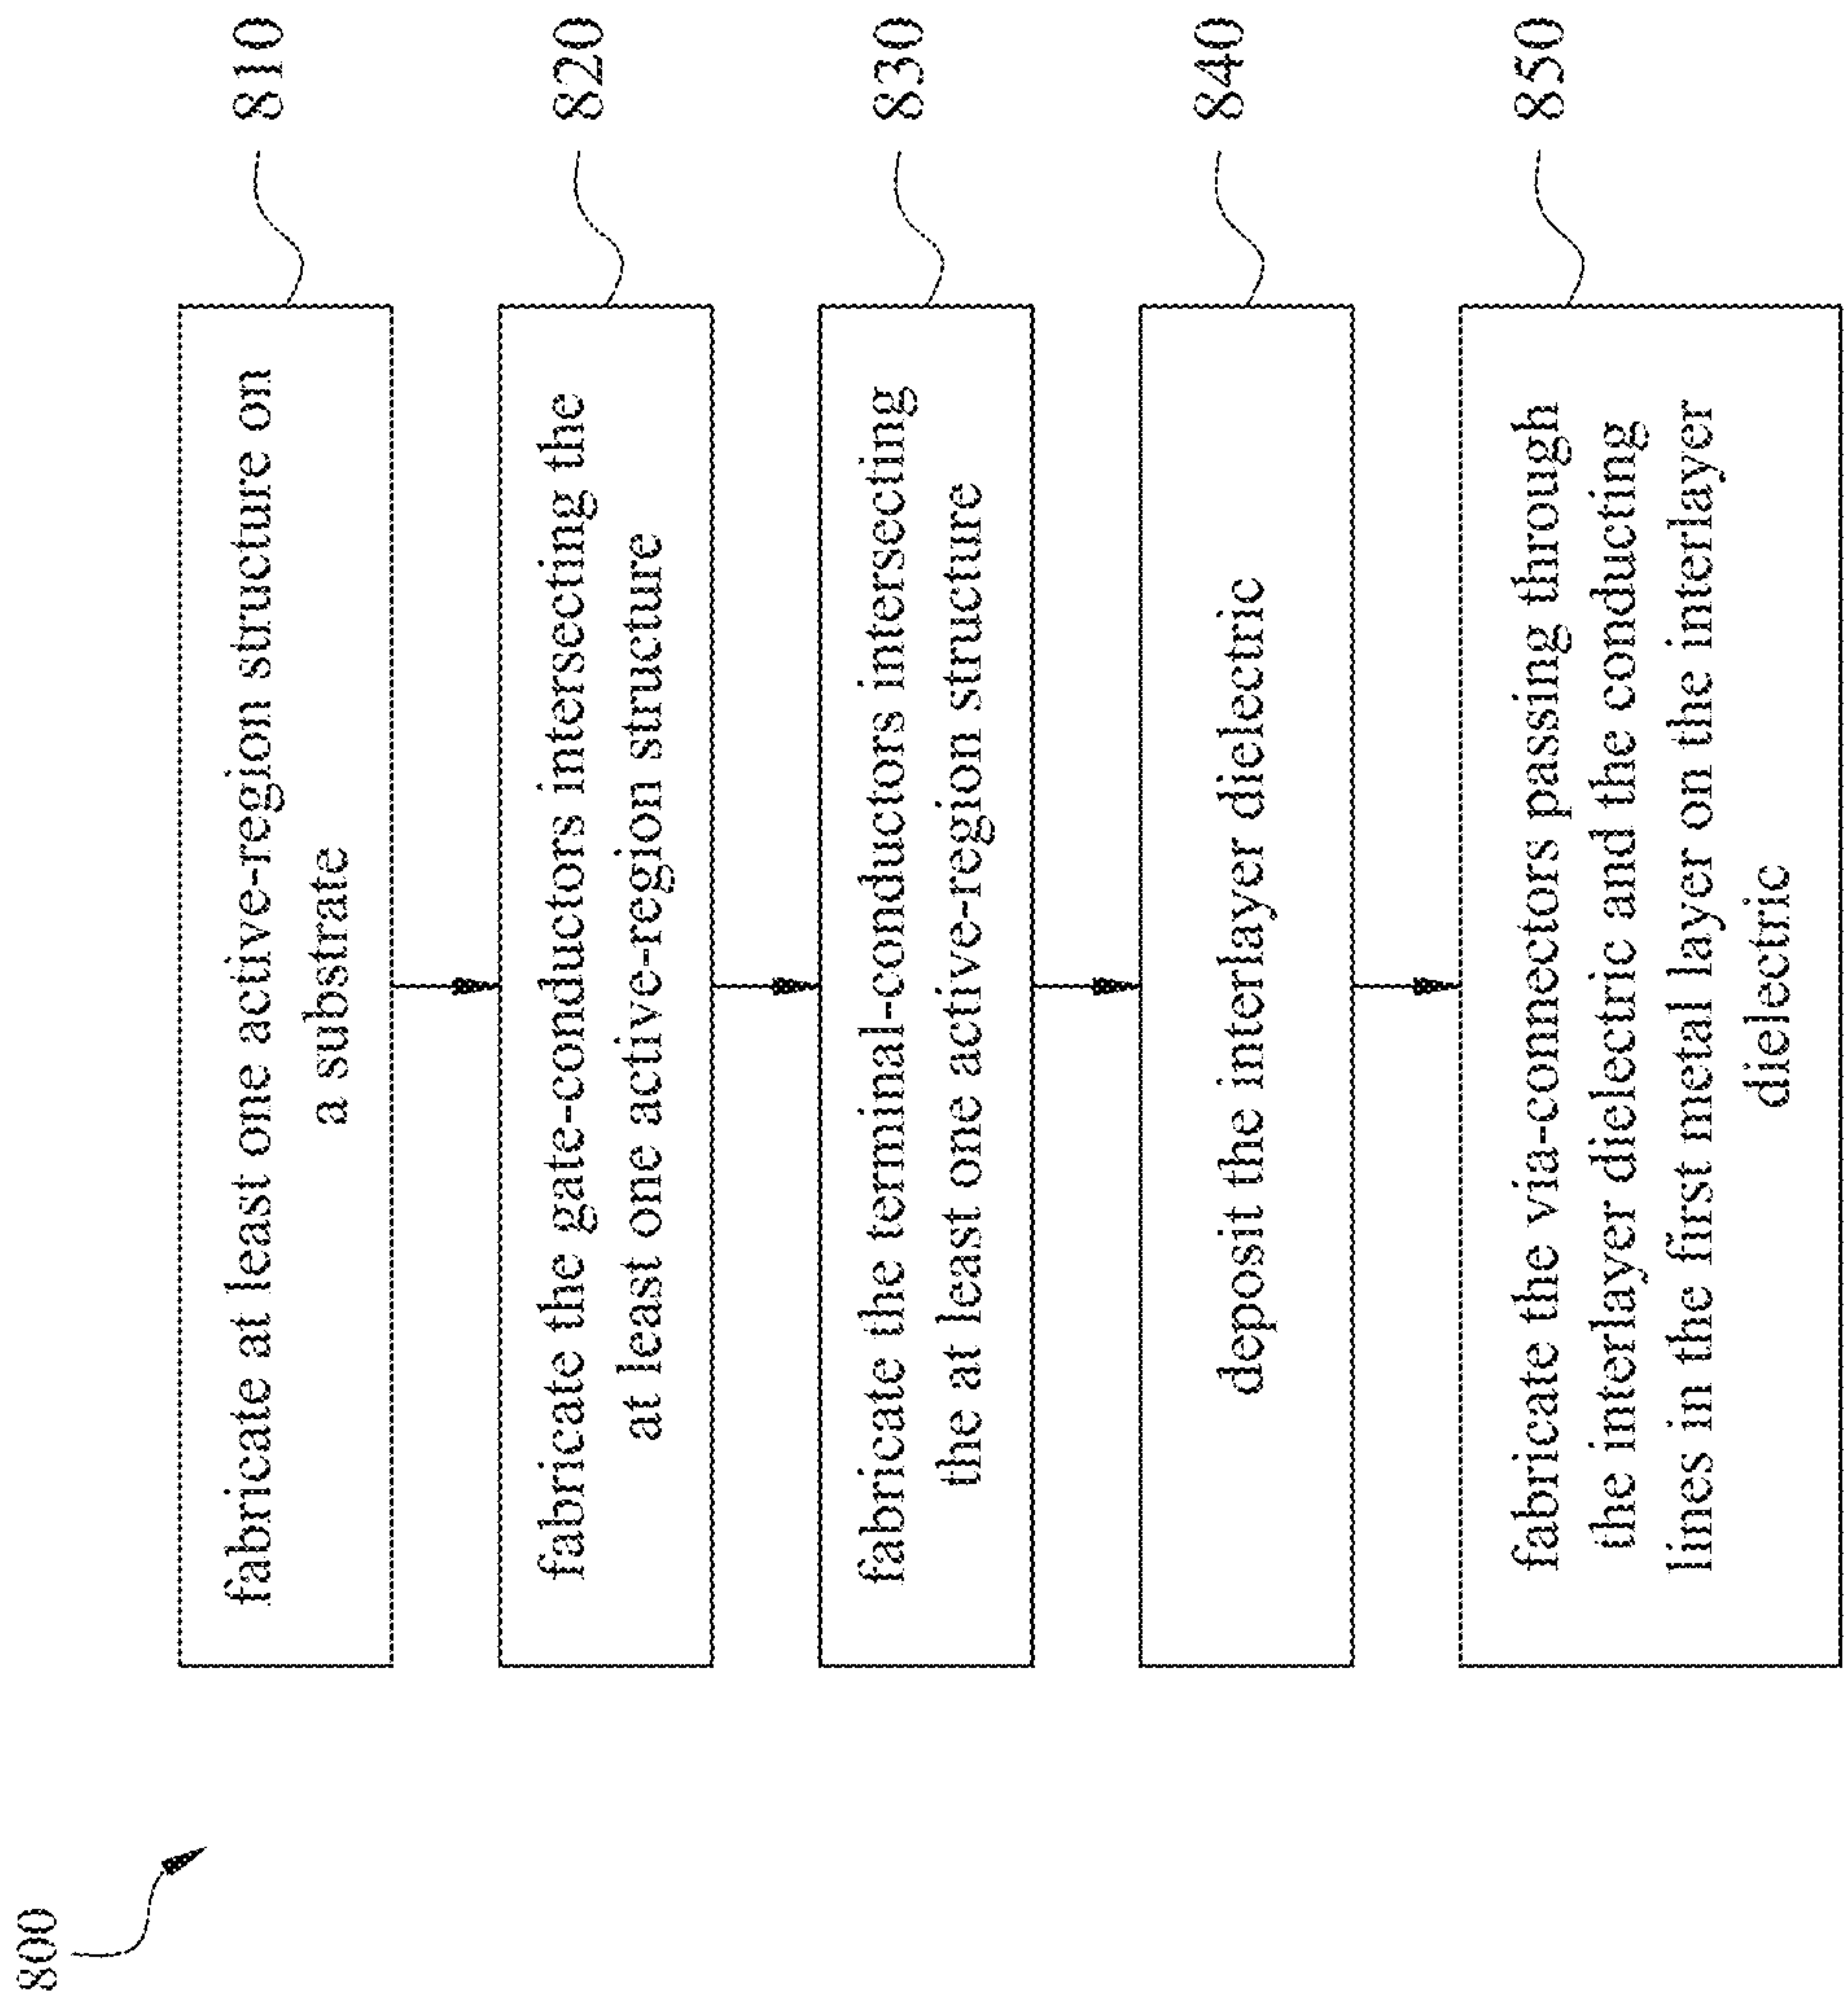 800
fabricate at least one active-region structure on
a substrate
810
fabricate the gate-conductors intersecting the
at least one active-region structure
820
fabricate the terminal-conductors intersecting
the at least one active-region structure
830
deposit the interlayer dielectric
840
fabricate the via-connectors passing through
the interlayer dielectric and the conducting
lines in the first metal layer on the interlayer
dielectric
850